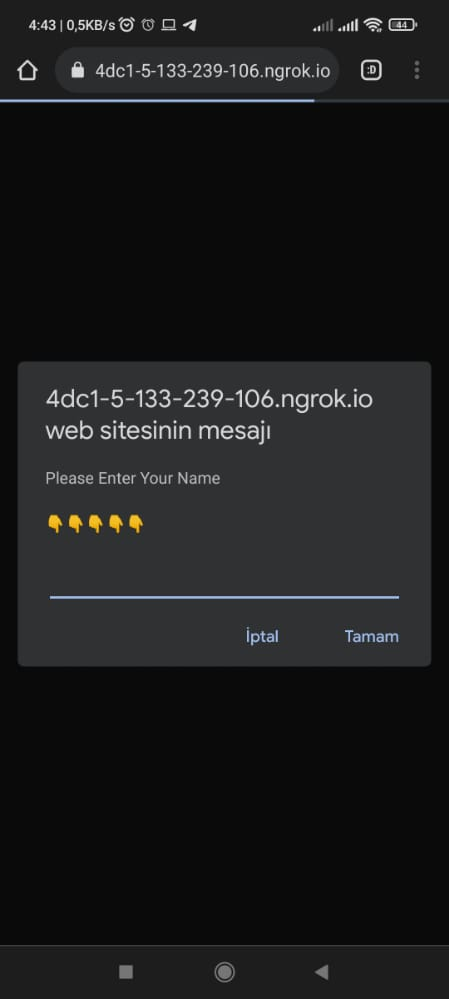 4:43 | 0,5KB/s
44
4dc1-5-133-239-106.ngrok.io
:D
4dc1-5-133-239-106.ngrok.io
web sitesinin mesajı
Please Enter Your Name
👇👇👇👇👇
İptal
Tamam